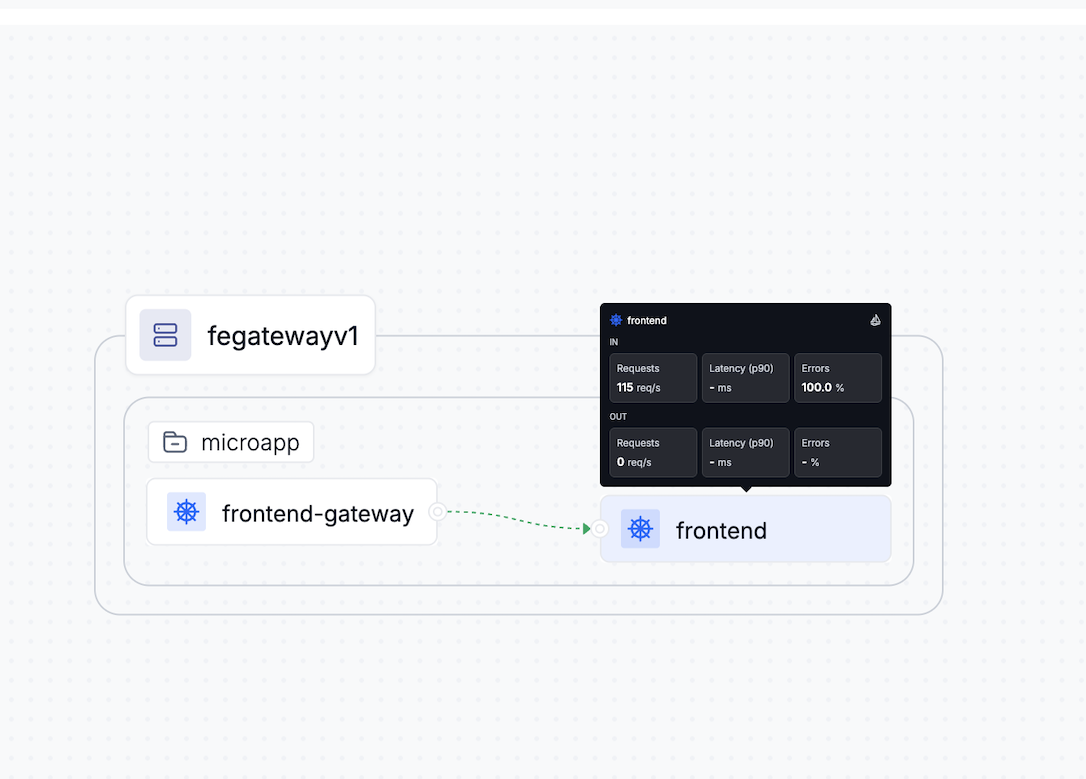 fegatewayv1
frontend
IN
Requests Latency (p90) Errors
115 req/s - ms 100.0 %
OUT
Requests Latency (p90) Errors
0 req/s - ms - %
microapp
frontend-gateway
frontend